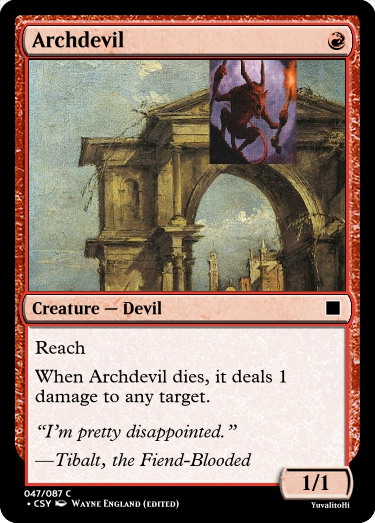 Archdevil
Creature — Devil
Reach
When Archdevil dies, it deals 1
damage to any target.
“I'm pretty disappointed.”
—Tibalt, the Fiend-Blooded
1/1
047/087 C
• CSY Wayne England (edited)
YuvalitoHi